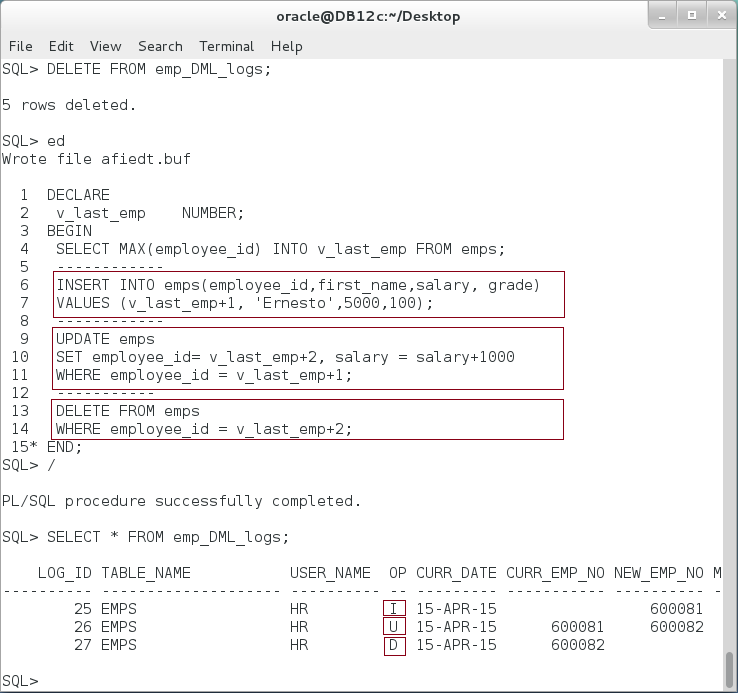 oracle@DB12c:~/Desktop
File Edit View Search Terminal Help
SQL> DELETE FROM emp_DML_logs;
5 rows deleted.
SQL> ed
Wrote file afiedt.buf
1 DECLARE
2 v_last_emp NUMBER;
3 BEGIN
4 SELECT MAX(employee_id) INTO v_last_emp FROM emps;
5 ------------
6 INSERT INTO emps(employee_id,first_name,salary, grade)
7 VALUES (v_last_emp+1, 'Ernesto',5000,100);
8 ------------
9 UPDATE emps
10 SET employee_id= v_last_emp+2, salary = salary+1000
11 WHERE employee_id = v_last_emp+1;
12 -----------
13 DELETE FROM emps
14 WHERE employee_id = v_last_emp+2;
15* END;
SQL> /
PL/SQL procedure successfully completed.
SQL> SELECT * FROM emp_DML_logs;
LOG_ID TABLE_NAME USER_NAME OP CURR_DATE CURR_EMP_NO NEW_EMP_NO M
---------- -------------------- --------- -- --------- ----------- ---------- -
25 EMPS HR I 15-APR-15 600081
26 EMPS HR U 15-APR-15 600081 600082
27 EMPS HR D 15-APR-15 600082
SQL>